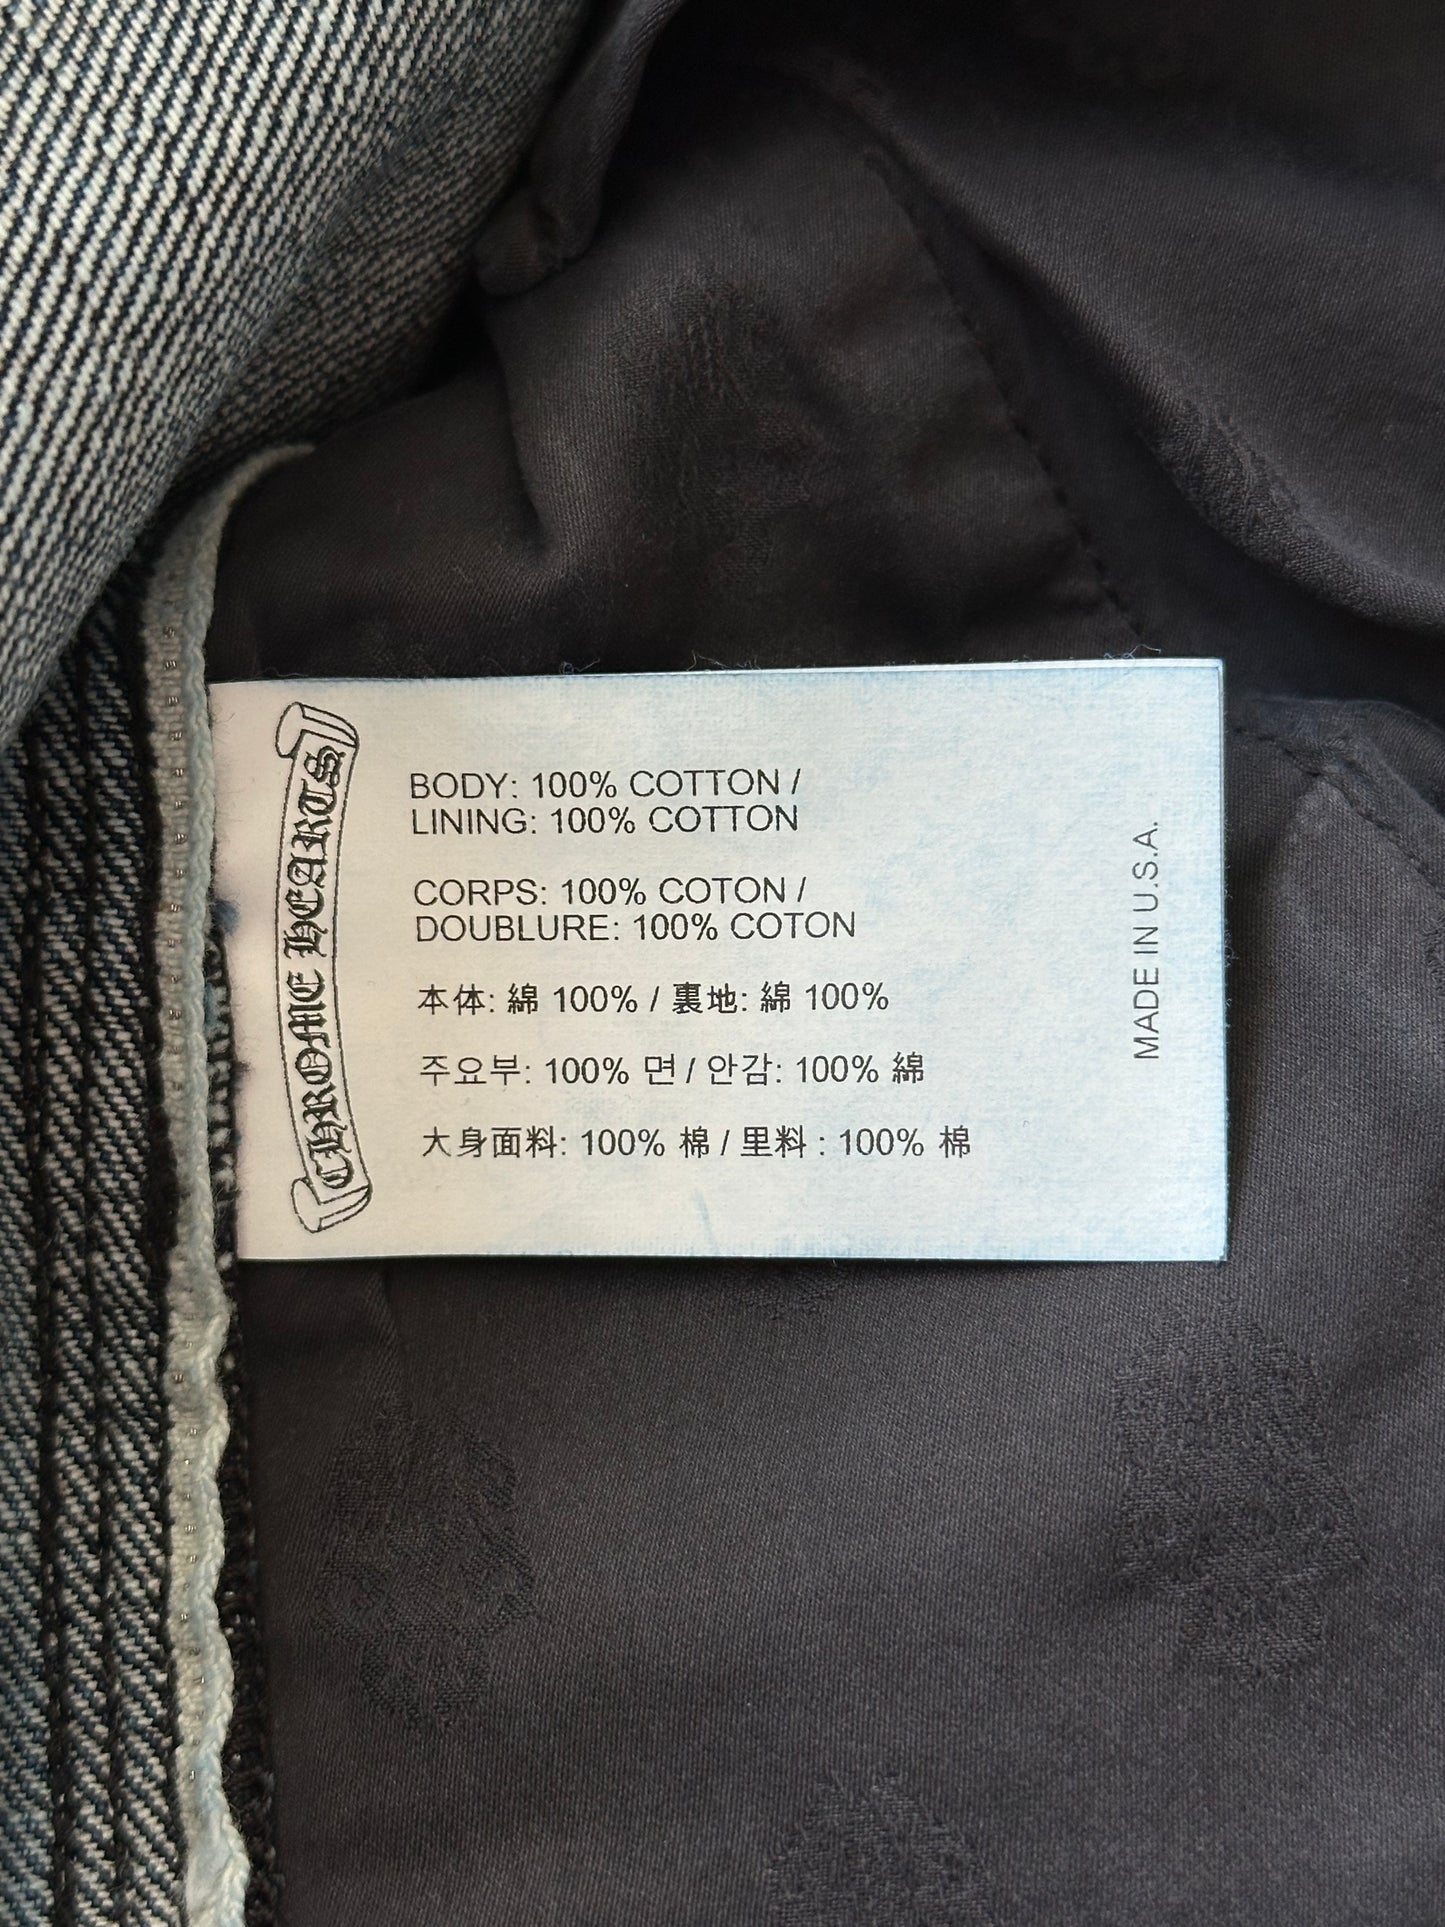 CHROME HEARTS
BODY: 100% COTTON /
LINING: 100% COTTON
CORPS: 100% COTON /
DOUBLURE: 100% COTON
本体: 綿 100% / 裏地: 綿 100%
주요부: 100% 면 / 안감: 100% 綿
大身面料: 100% 棉 / 里料 : 100% 棉
MADE IN U.S.A.